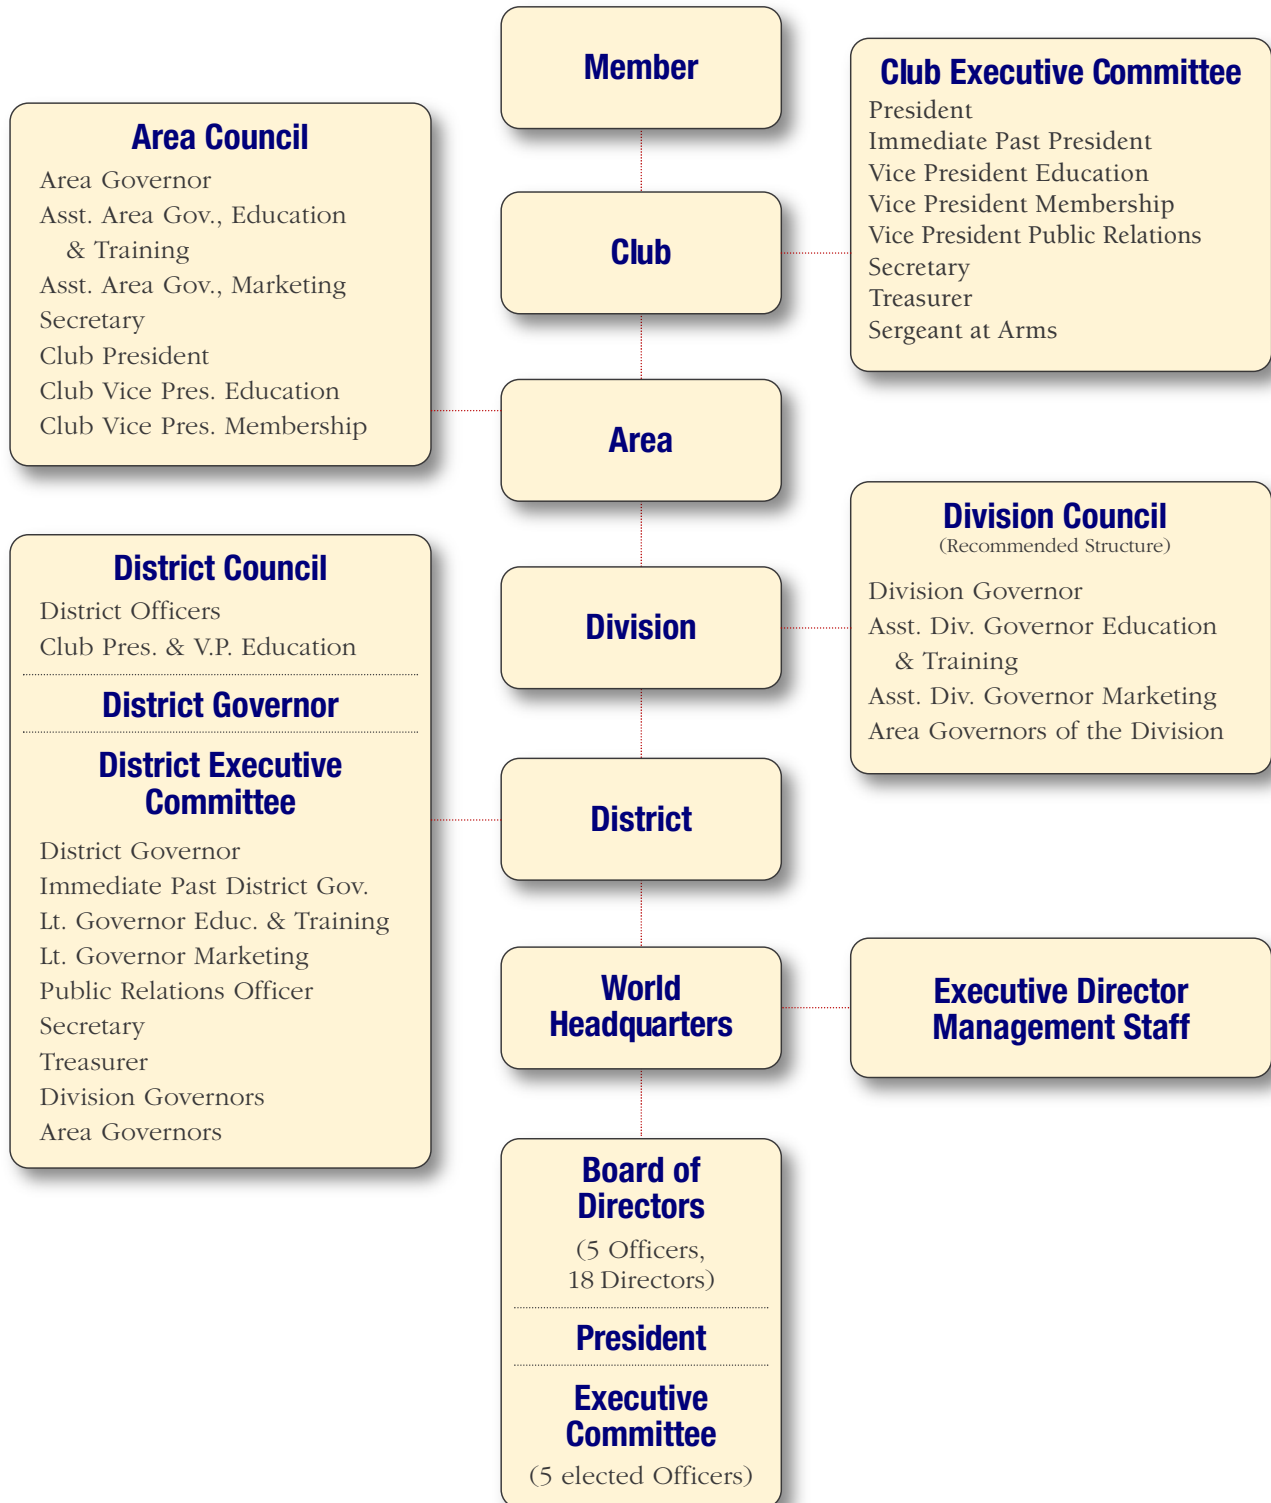 Member
Club Executive Committee
President
Immediate Past President
Vice President Education
Vice President Membership
Vice President Public Relations
Secretary
Treasurer
Sergeant at Arms
Area Council
Area Governor
Asst. Area Gov., Education
& Training
Asst. Area Gov., Marketing
Secretary
Club President
Club Vice Pres. Education
Club Vice Pres. Membership
Club
Area
Division Council
(Recommended Structure)
Division Governor
Asst. Div. Governor Education
& Training
Asst. Div. Governor Marketing
Area Governors of the Division
District Council
District Officers
Club Pres. & V.P. Education
District Governor
District Executive
Committee
District Governor
Immediate Past District Gov.
Lt. Governor Educ. & Training
Lt. Governor Marketing
Public Relations Officer
Secretary
Treasurer
Division Governors
Area Governors
Division
District
World
Headquarters
Executive Director
Management Staff
Board of
Directors
(5 Officers,
18 Directors)
President
Executive
Committee
(5 elected Officers)